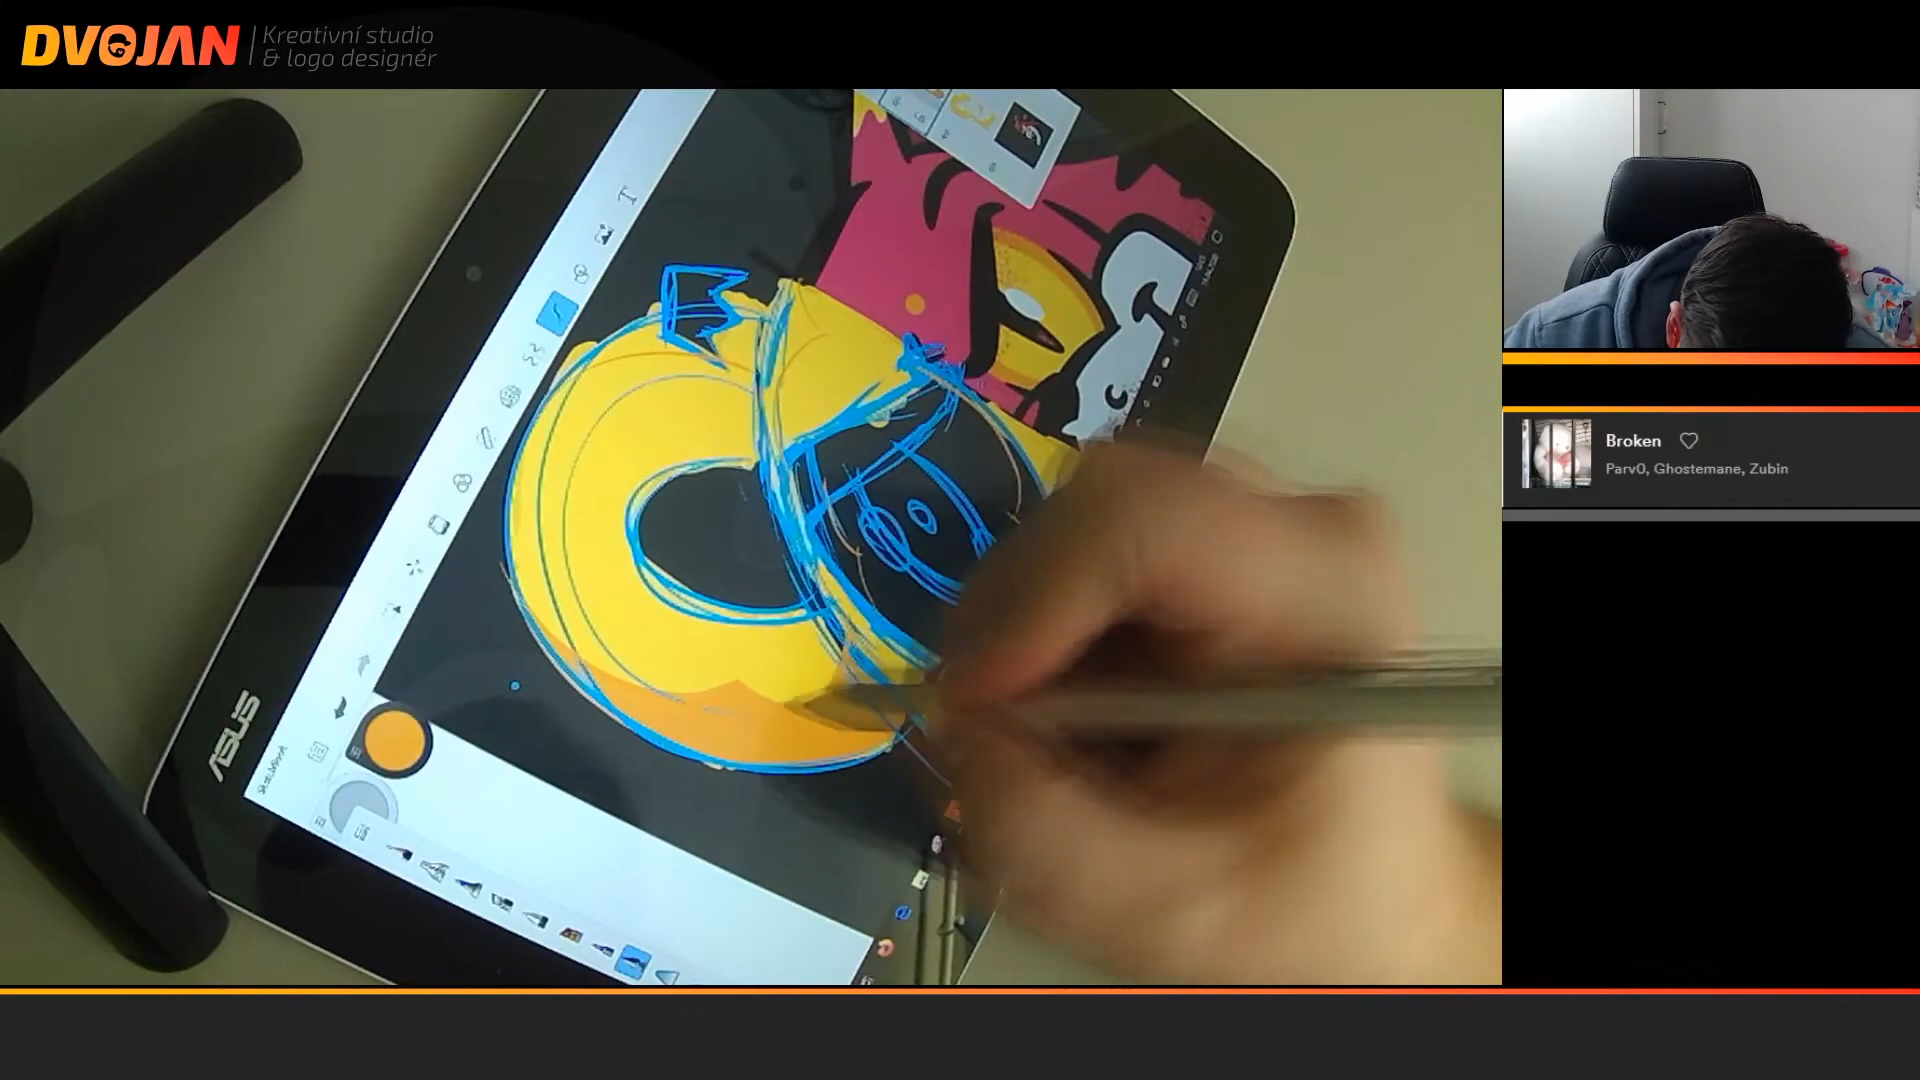 DVOJAN
Kreativní studio
& logo designér
Broken
Parv0, Ghostemane, Zubin
ASUS